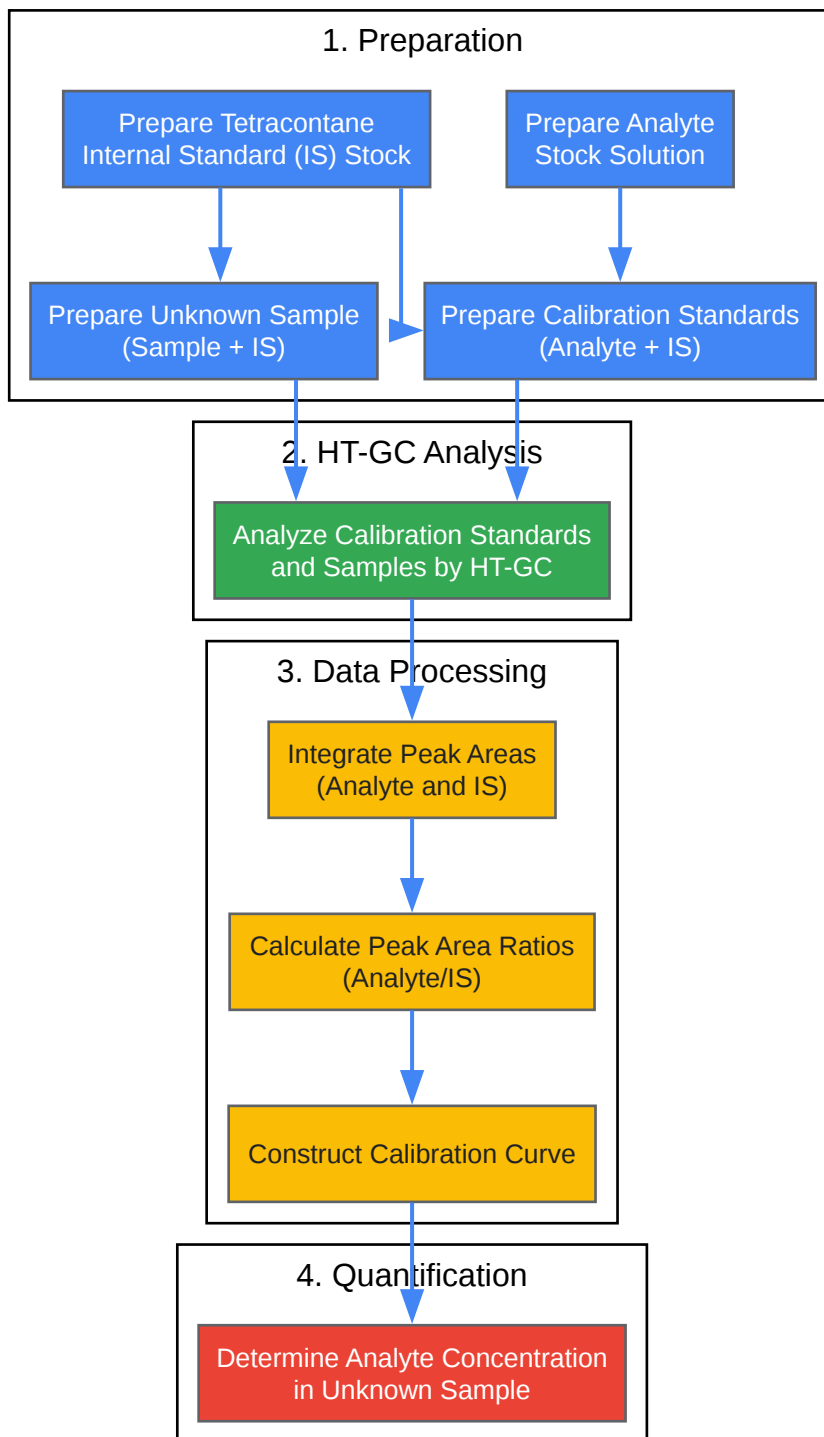 1. Preparation
Prepare Tetracontane
Internal Standard (IS) Stock
Prepare Analyte
Stock Solution
Prepare Unknown Sample
(Sample + IS)
Prepare Calibration Standards
(Analyte + IS)
2. HT-GC Analysis
Analyze Calibration Standards
and Samples by HT-GC
3. Data Processing
Integrate Peak Areas
(Analyte and IS)
Calculate Peak Area Ratios
(Analyte/IS)
Construct Calibration Curve
4. Quantification
Determine Analyte Concentration
in Unknown Sample